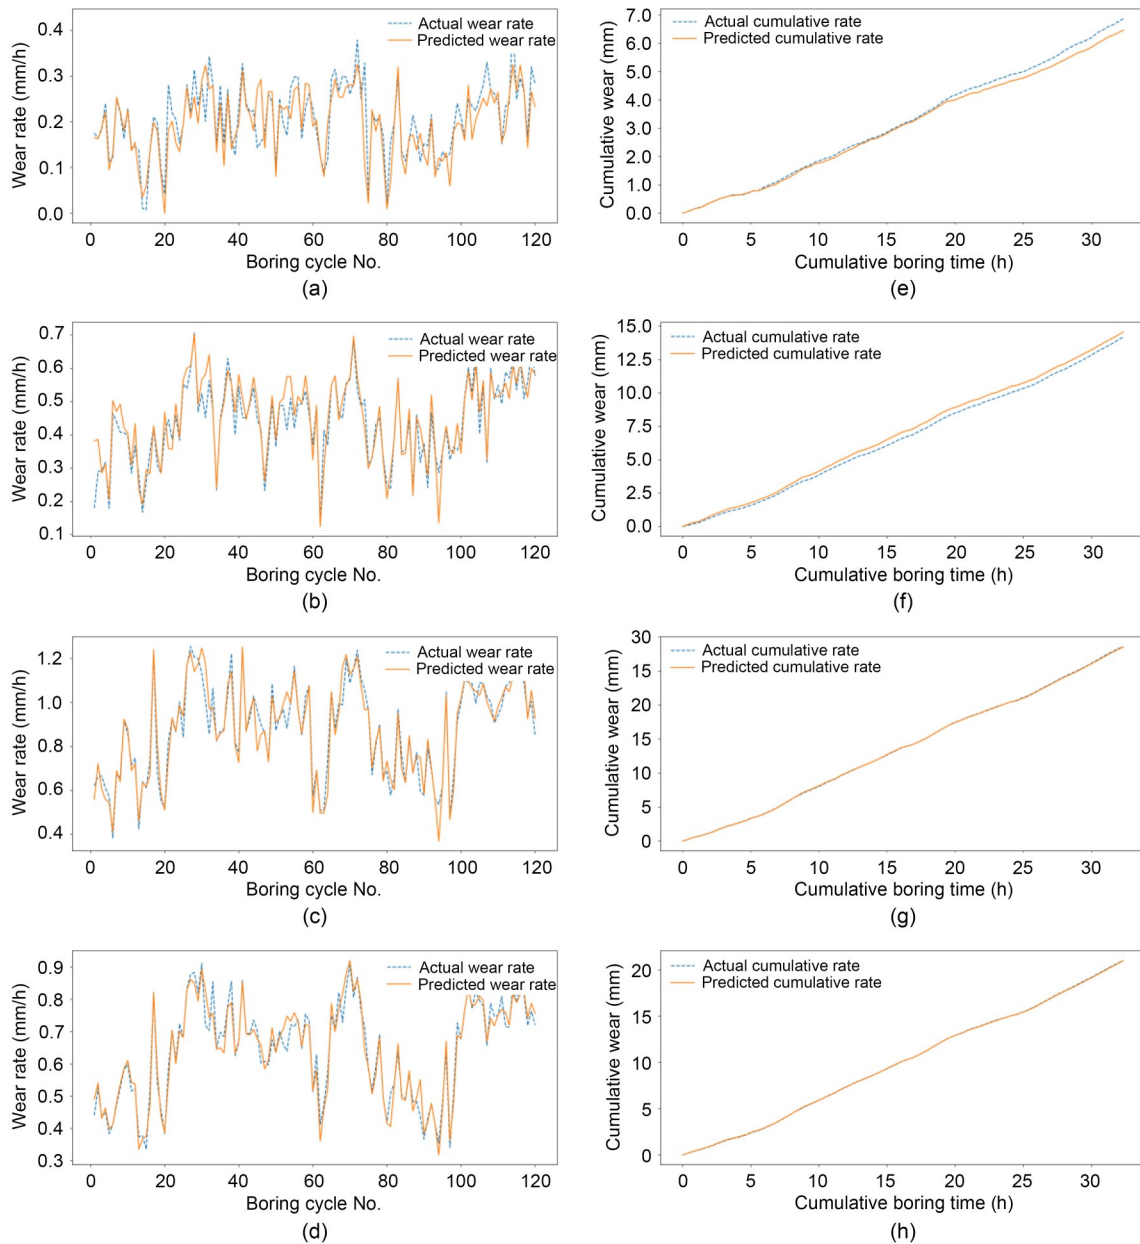 Actual wear rate
Predicted wear rate
Wear rate (mm/h)
0.4
0.3
0.2
0.1
0.0
0 20 40 60 80 100 120
Boring cycle No.
(a)
Actual cumulative rate
Predicted cumulative rate
Cumulative wear (mm)
7.0
6.0
5.0
4.0
3.0
2.0
1.0
0.0
0 5 10 15 20 25 30
Cumulative boring time (h)
(e)
Actual wear rate
Predicted wear rate
Wear rate (mm/h)
0.7
0.6
0.5
0.4
0.3
0.2
0.1
0 20 40 60 80 100 120
Boring cycle No.
(b)
Actual cumulative rate
Predicted cumulative rate
Cumulative wear (mm)
15.0
12.5
10.0
7.5
5.0
2.5
0.0
0 5 10 15 20 25 30
Cumulative boring time (h)
(f)
Actual wear rate
Predicted wear rate
Wear rate (mm/h)
1.2
1.0
0.8
0.6
0.4
0 20 40 60 80 100 120
Boring cycle No.
(c)
Actual cumulative rate
Predicted cumulative rate
Cumulative wear (mm)
30
25
20
15
10
5
0
0 5 10 15 20 25 30
Cumulative boring time (h)
(g)
Actual wear rate
Predicted wear rate
Wear rate (mm/h)
0.9
0.8
0.7
0.6
0.5
0.4
0.3
0 20 40 60 80 100 120
Boring cycle No.
(d)
Actual cumulative rate
Predicted cumulative rate
Cumulative wear (mm)
20
15
10
5
0
0 5 10 15 20 25 30
Cumulative boring time (h)
(h)